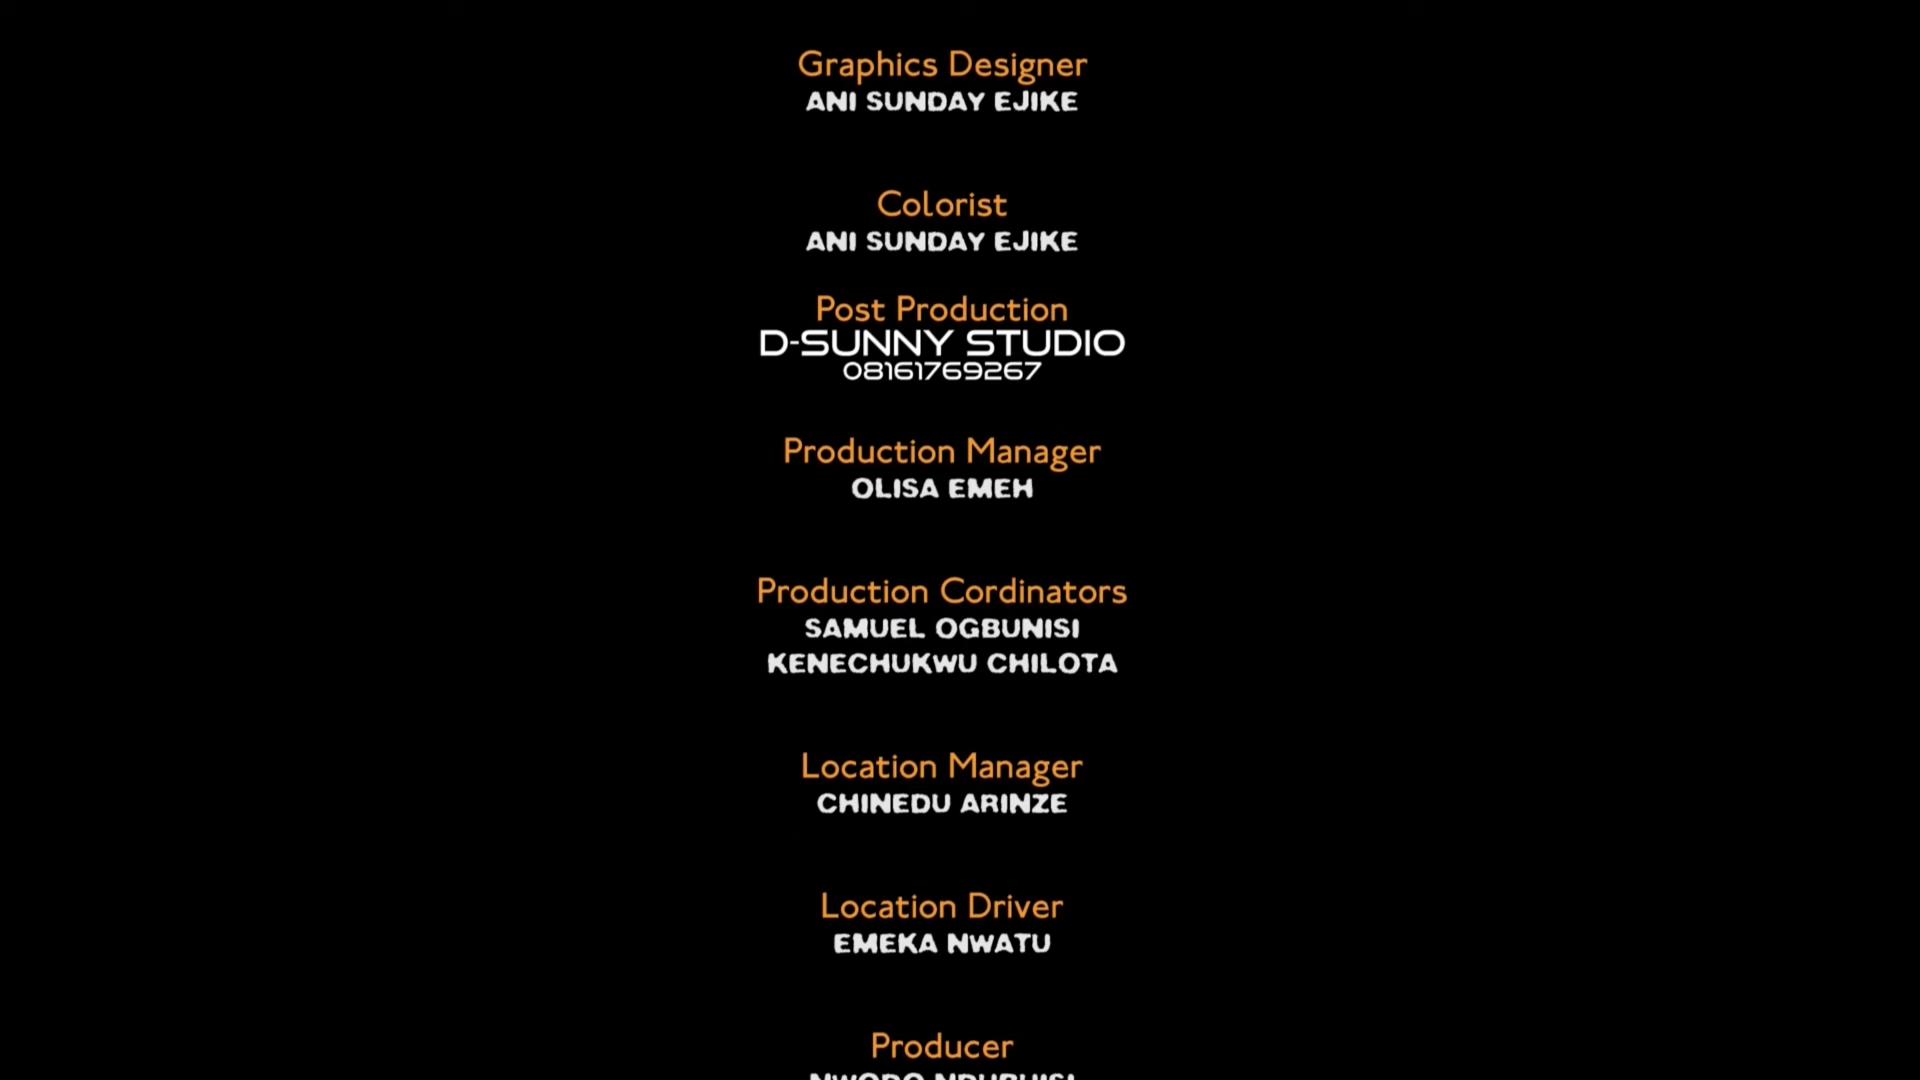 Graphics Designer
ANI SUNDAY EJIKE
Colorist
ANI SUNDAY EJIKE
Post Production
D-SUNNY STUDIO
08161769267
Production Manager
OLISA EMEH
Production Cordinators
SAMUEL OGBUNISI
KENECHUKWU CHILOTA
Location Manager
CHINEDU ARINZE
Location Driver
EMEKA NWATU
Producer